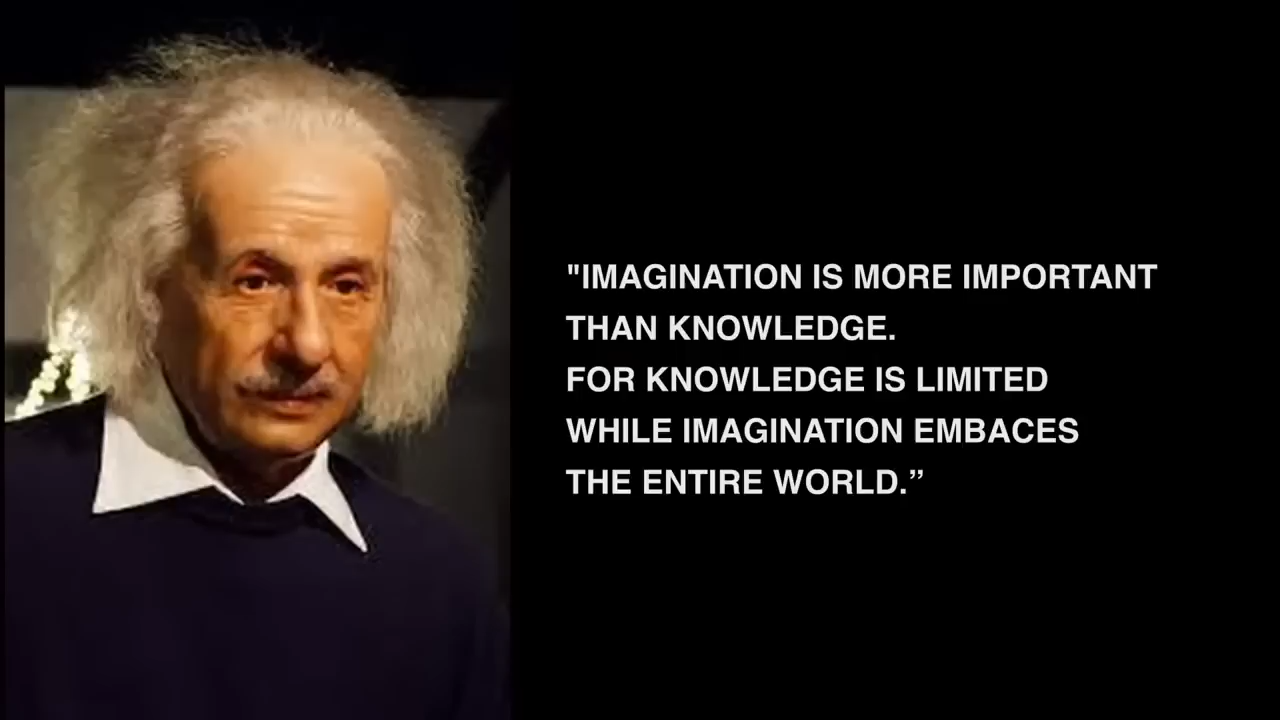 "IMAGINATION IS MORE IMPORTANT
THAN KNOWLEDGE.
FOR KNOWLEDGE IS LIMITED
WHILE IMAGINATION EMBACES
THE ENTIRE WORLD.”